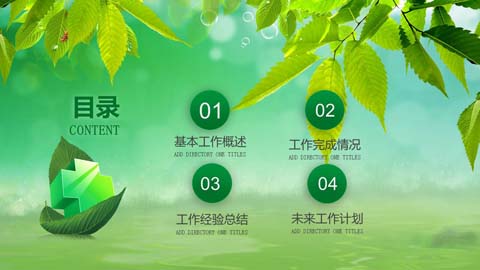 目录
CONTENT
01
基本工作概述
ADD DIRECTORY ONE TITLES
02
工作完成情况
ADD DIRECTORY ONE TITLES
03
工作经验总结
ADD DIRECTORY ONE TITLES
04
未来工作计划
ADD DIRECTORY ONE TITLES